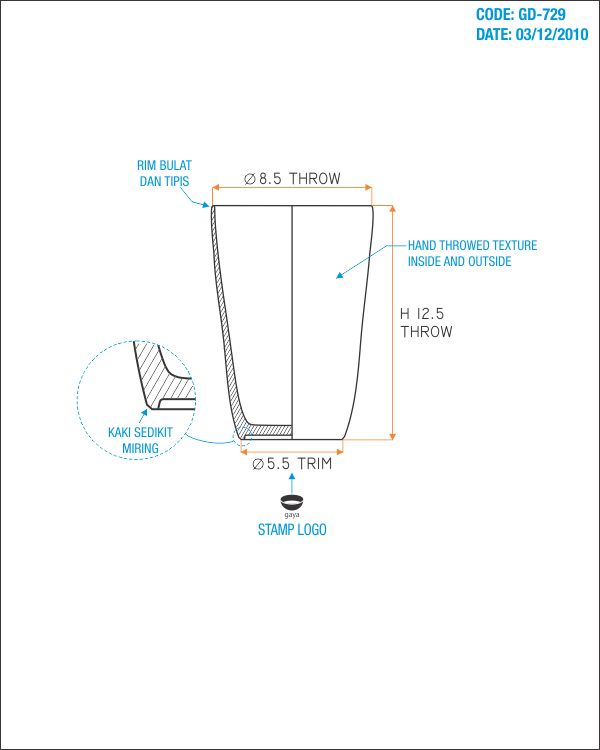 CODE: GD-729
DATE: 03/12/2010
RIM BULAT
DAN TIPIS
Ø 8.5 THROW
HAND THROWED TEXTURE
INSIDE AND OUTSIDE
H 12.5
THROW
KAKI SEDIKIT
MIRING
Ø 5.5 TRIM
gaya
STAMP LOGO